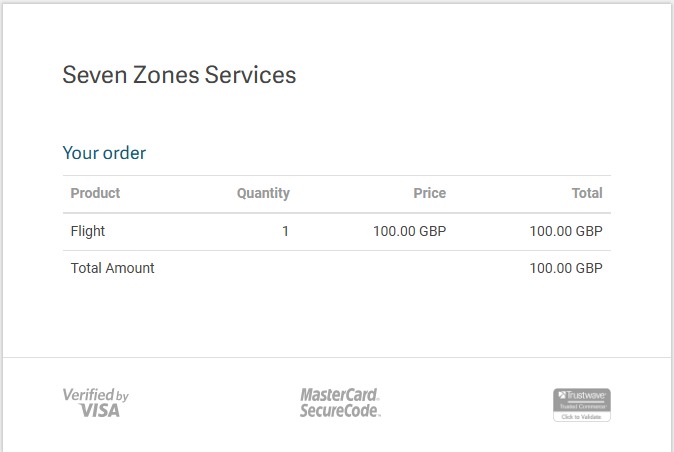 Seven Zones Services
Your order
Product Quantity Price Total
Flight 1 100.00 GBP 100.00 GBP
Total Amount 100.00 GBP
Verified by
VISA
MasterCard.
SecureCode.
Trustwave®
Trusted Commerce™
Click to Validate